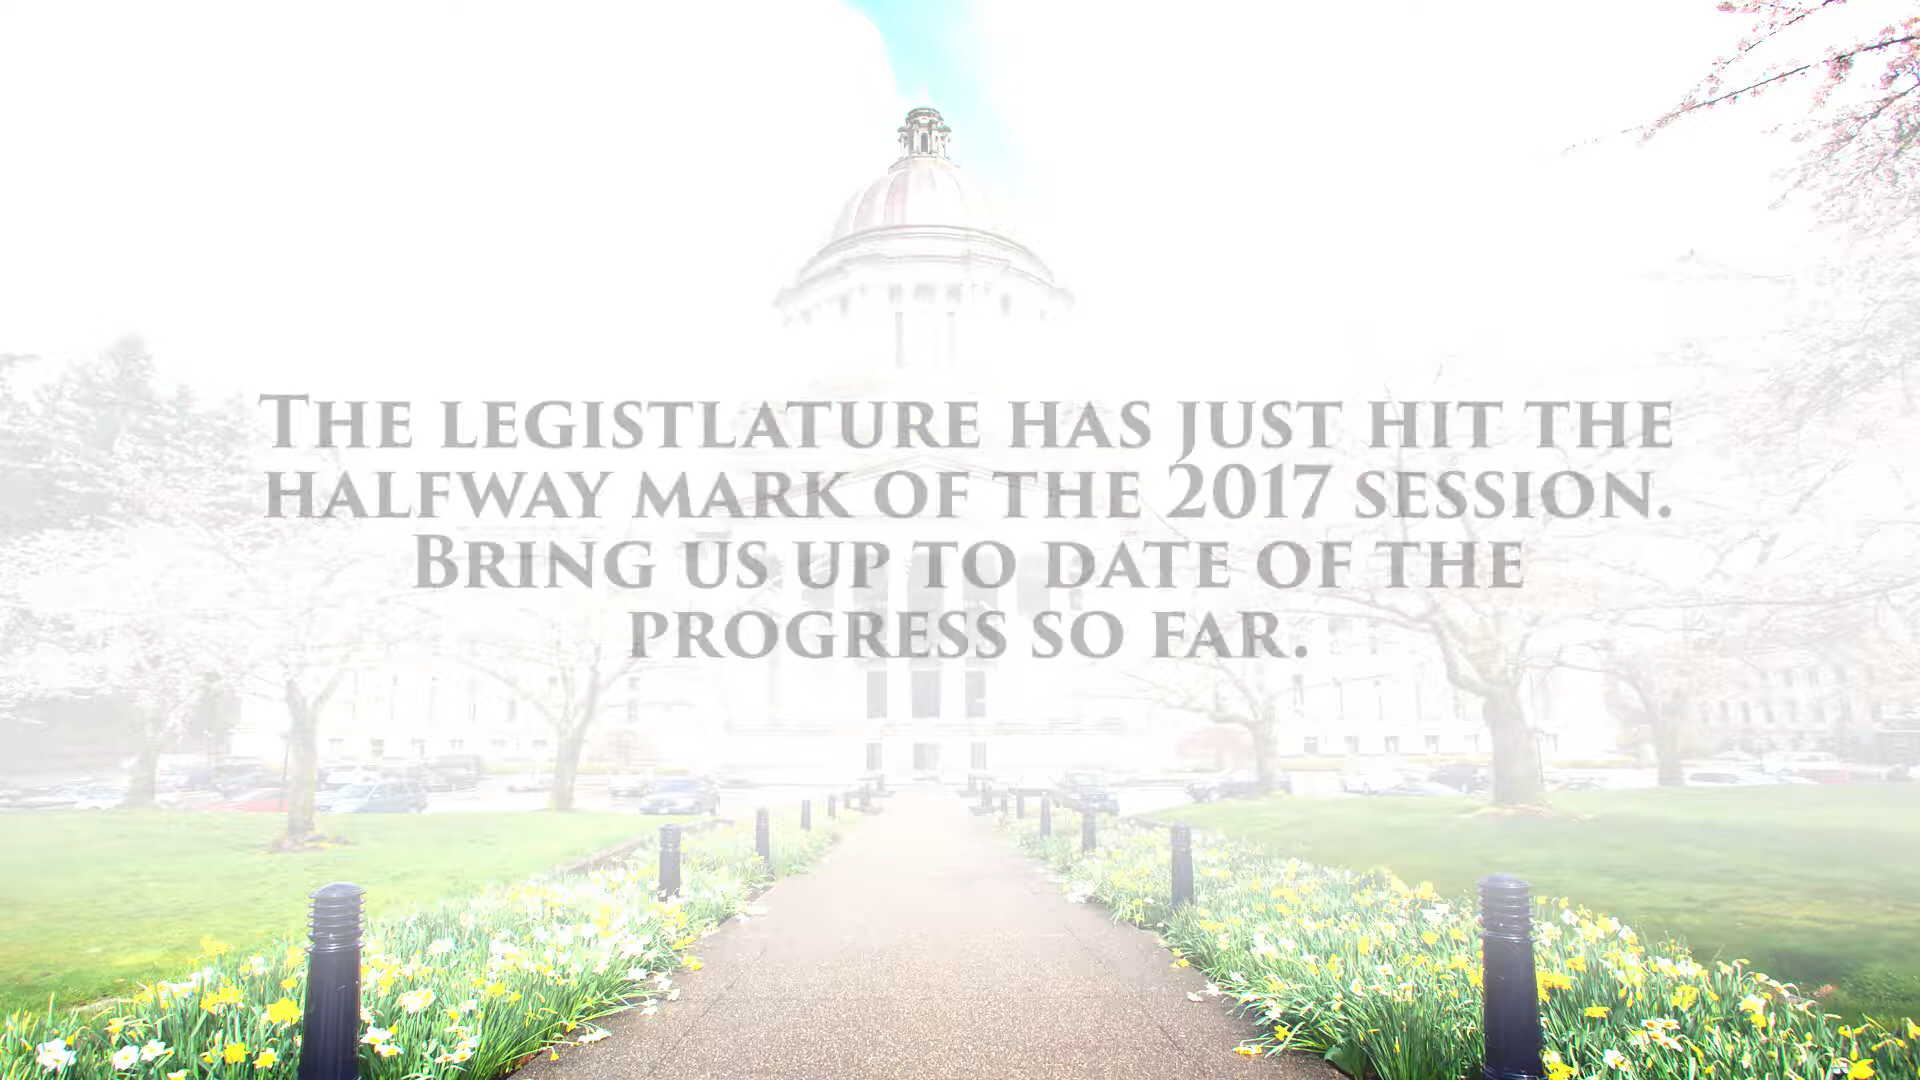 The legistlature has just hit the
halfway mark of the 2017 session.
Bring us up to date of the
progress so far.